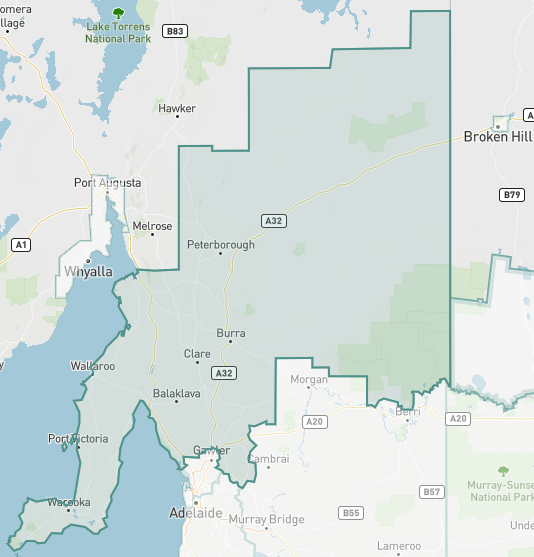 omera
llage
Lake Torrens
National Park
B83
Hawker
A
Broken Hill
Port Augusta
B79
A32
Melrose
A1
Peterborough
Whyalla
Burra
Clare
y
Wallaroo
A32
Morgan
Balaklava
Berri
A20
A20
Port Victoria
Gawler
Cambrai
Murray-Sunse
National Park
B57
Warooka
Adelaide
B55
Murray Bridge
Unde
Lameroo